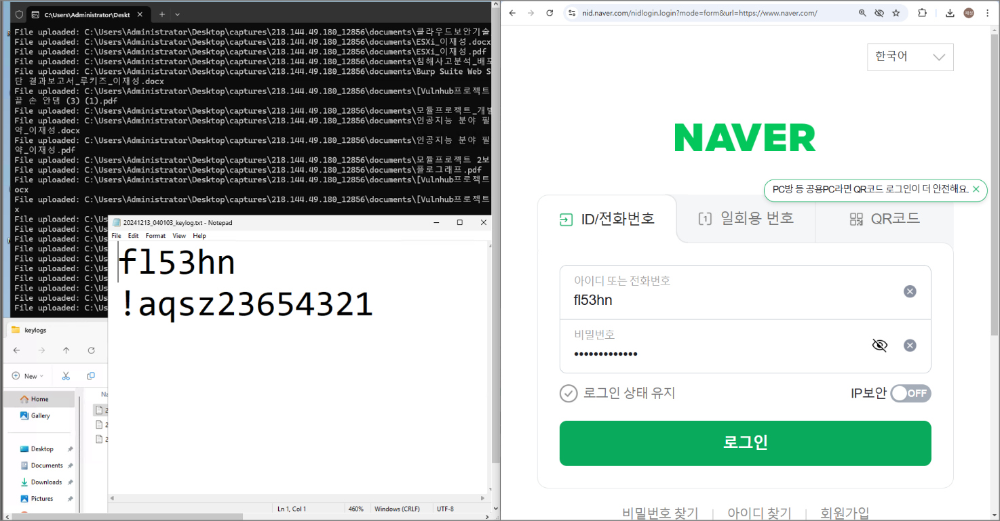 C:\Users\Administrator\Deskt
File uploaded: C:\Users\Administrator\Desktop\captures\218.144.49.180_12856\documents\클라우드보안기술
File uploaded: C:\Users\Administrator\Desktop\captures\218.144.49.180_12856\documents\ESXi_이재성.docx
File uploaded: C:\Users\Administrator\Desktop\captures\218.144.49.180_12856\documents\ESXi_이재성.pdf
File uploaded: C:\Users\Administrator\Desktop\captures\218.144.49.180_12856\documents\침해사고분석_배포
File uploaded: C:\Users\Administrator\Desktop\captures\218.144.49.180_12856\documents\Burp Suite Web S
단 결과보고서_루키즈_이재성.docx
File uploaded: C:\Users\Administrator\Desktop\captures\218.144.49.180_12856\documents\[Vulnhub프로젝트
끝 손 안댐 (3) (1).pdf
File uploaded: C:\Users\Administrator\Desktop\captures\218.144.49.180_12856\documents\모듈프로젝트_개발
File uploaded: C:\Users\Administrator\Desktop\captures\218.144.49.180_12856\documents\인공지능 분야 필
약_이재성.docx
File uploaded: C:\Users\Administrator\Desktop\captures\218.144.49.180_12856\documents\인공지능 분야 필
약_이재성.pdf
File uploaded: C:\Users\Administrator\Desktop\captures\218.144.49.180_12856\documents\모듈프로젝트 2보
File uploaded: C:\Users\Administrator\Desktop\captures\218.144.49.180_12856\documents\플로그래프.pdf
File uploaded: C:\Users\Administrator\Desktop\captures\218.144.49.180_12856\documents\[Vulnhub프로젝트
ocx
File uploaded: C:\Users\Administrator\Desktop\captures\218.144.49.180_12856\documents\[Vulnhub프로젝트
x
File uploaded: C:\Us
File uploaded: C:\Us
File uploaded: C:\Us
File uploaded: C:\Us
File uploaded: C:\Us
File uploaded: C:\Us
File uploaded: C:\Us
File uploaded: C:\Us
File uploaded: C:\Us
File uploaded: C:\Us
20241213_040103_keylog.txt - Notepad
File Edit Format View Help
fl53hn
!aqsz23654321
Ln 1, Col 1 460% Windows (CRLF) UTF-8
keylogs
New
Home
Gallery
Desktop
Documents
Downloads
Pictures
Na
2
2
2
nid.naver.com/nidlogin.login?mode=form&url=https://www.naver.com/
재성
한국어
NAVER
PC방 등 공용PC라면 QR코드 로그인이 더 안전해요.
ID/전화번호
1 일회용 번호
QR코드
아이디 또는 전화번호
fl53hn
비밀번호
•••••••••••••
로그인 상태 유지
IP보안 OFF
로그인
비밀번호 찾기 | 아이디 찾기 | 회원가입